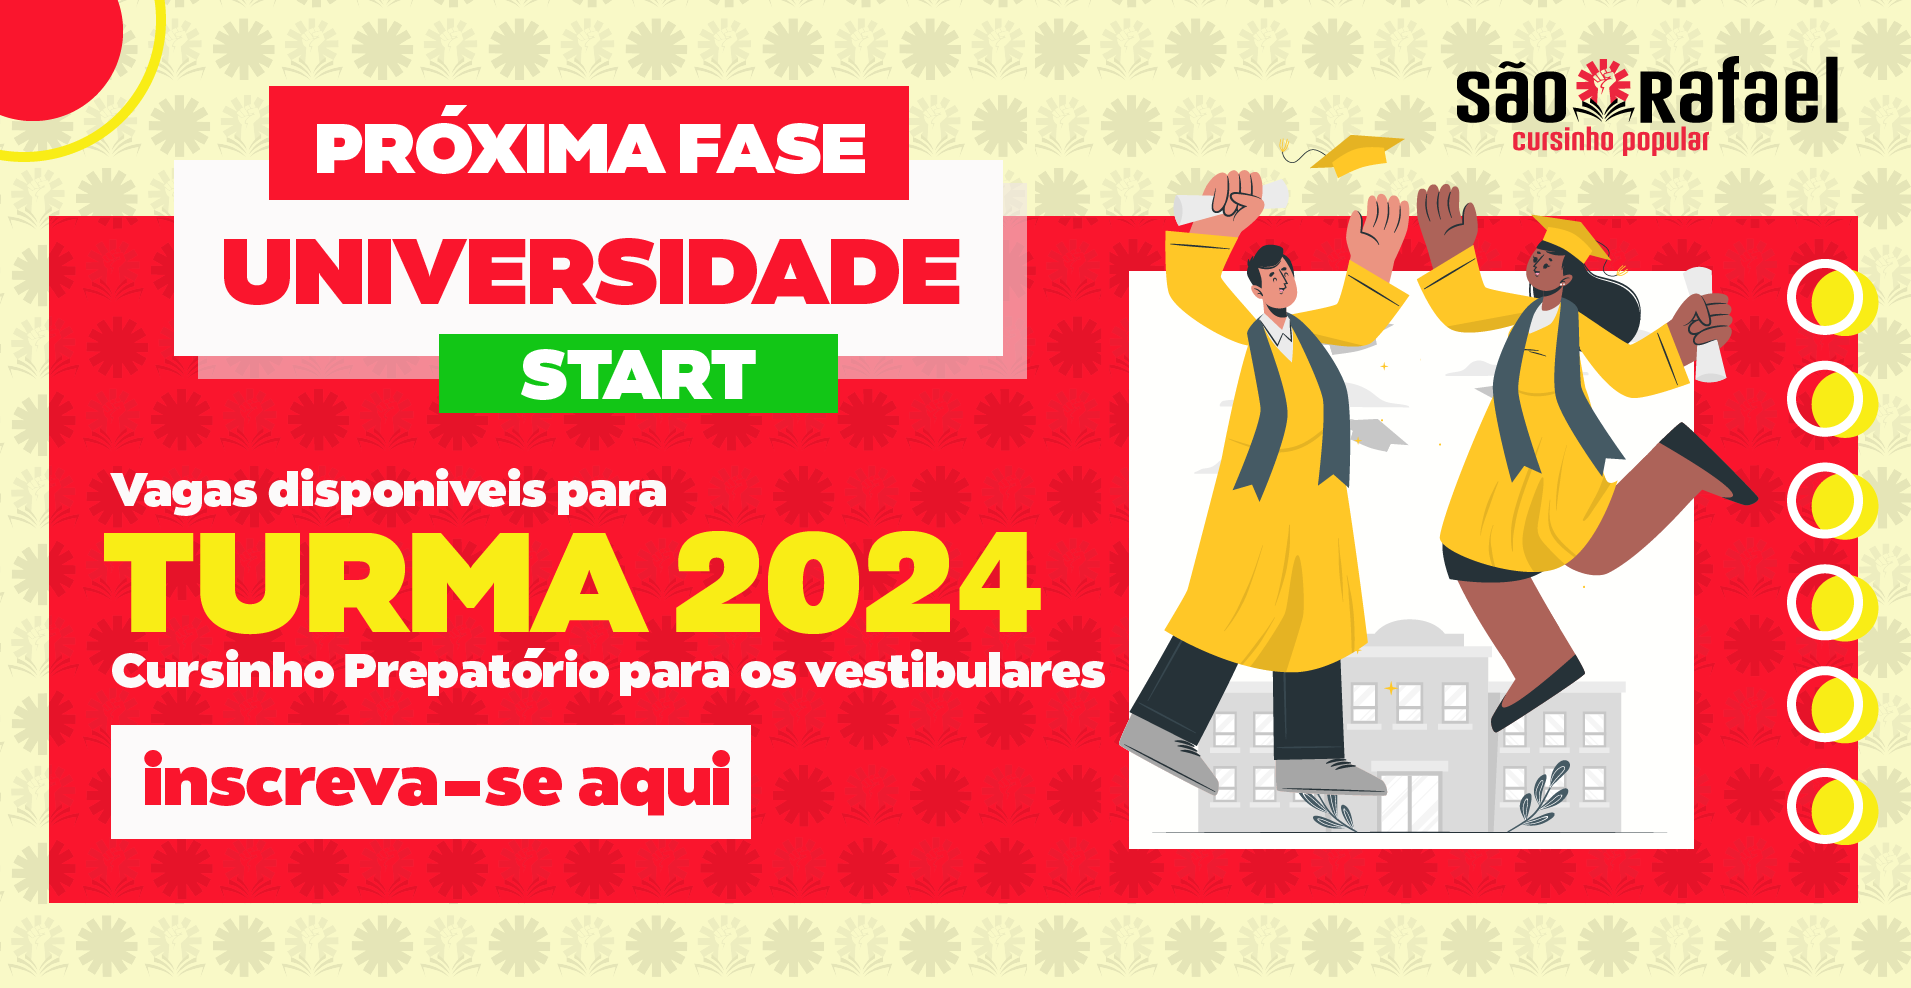 são Rafael
cursinho popular
PRÓXIMA FASE
UNIVERSIDADE
START
Vagas disponiveis para
TURMA 2024
Cursinho Prepatório para os vestibulares
inscreva-se aqui